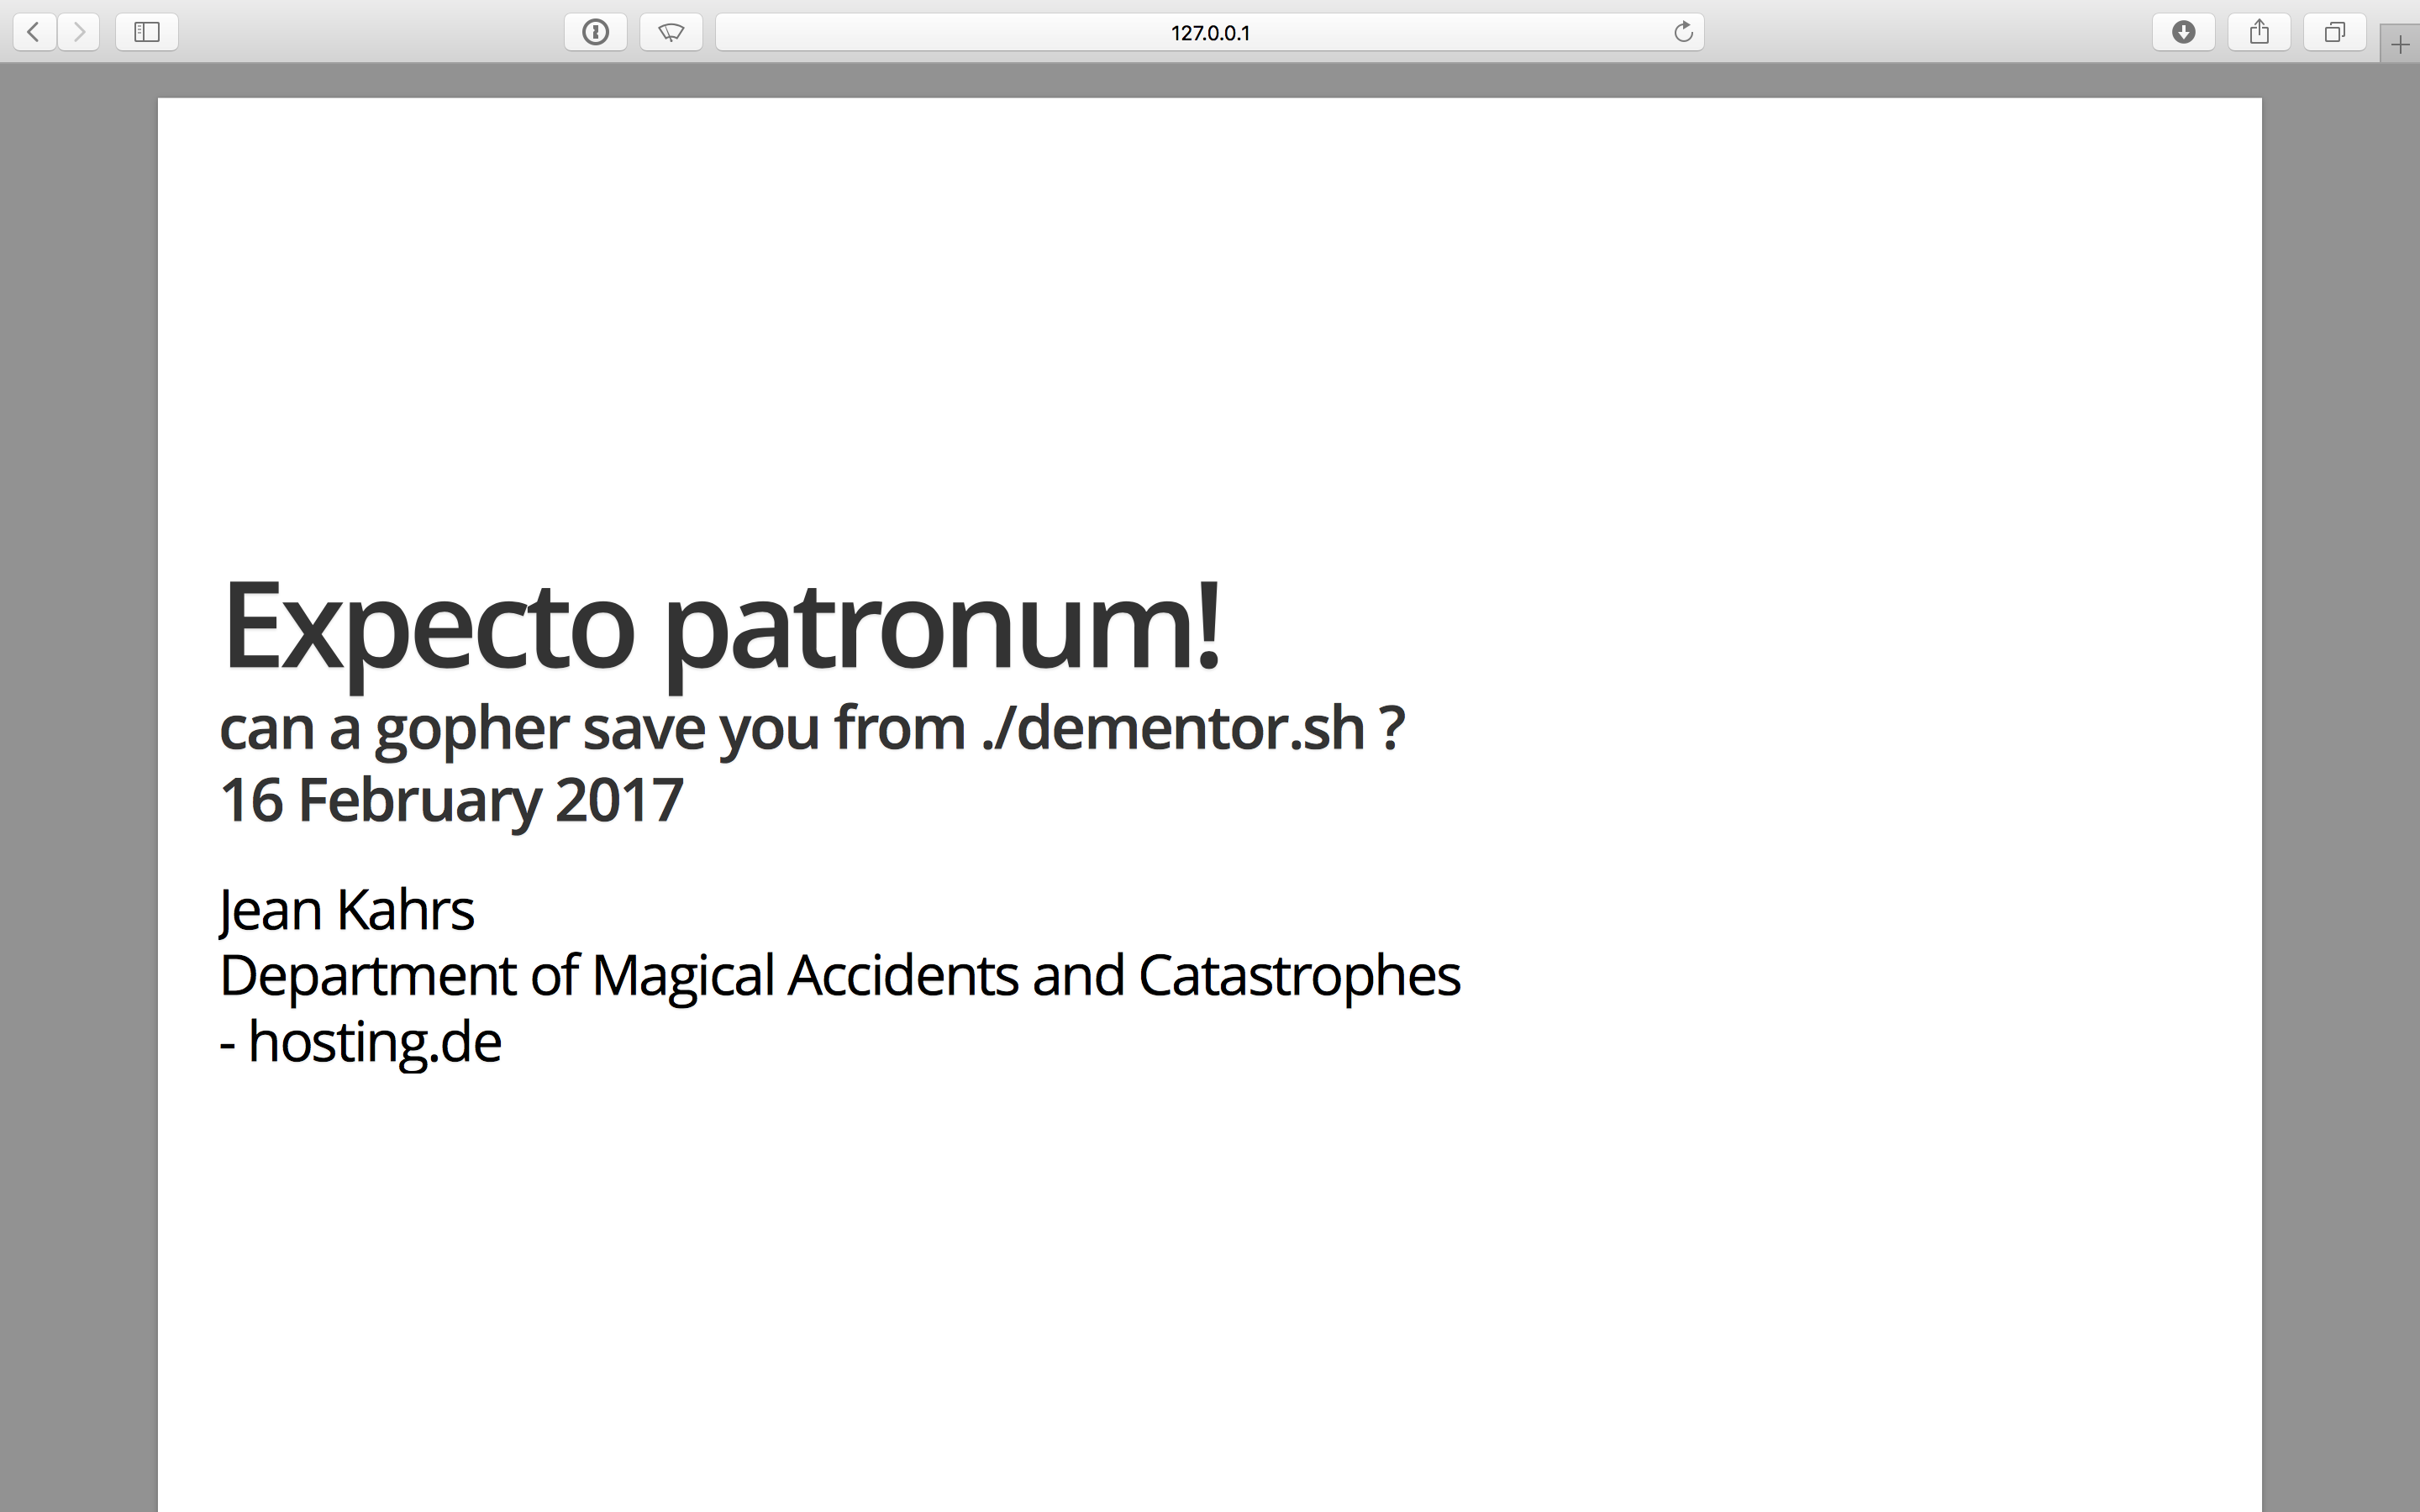 127.0.0.1
Expecto patronum!
can a gopher save you from ./dementor.sh ?
16 February 2017
Jean Kahrs
Department of Magical Accidents and Catastrophes
- hosting.de